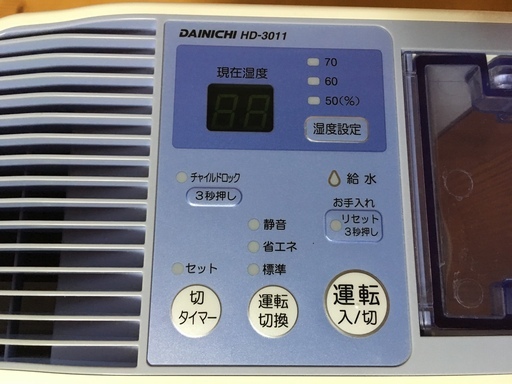 DAINICHI HD-3011
現在湿度
70
60
50(%)
湿度設定
チャイルドロック
3秒押し
給水
お手入れ
リセット
3秒押し
静音
省エネ
標準
セット
切
タイマー
運転
切換
運転
入/切